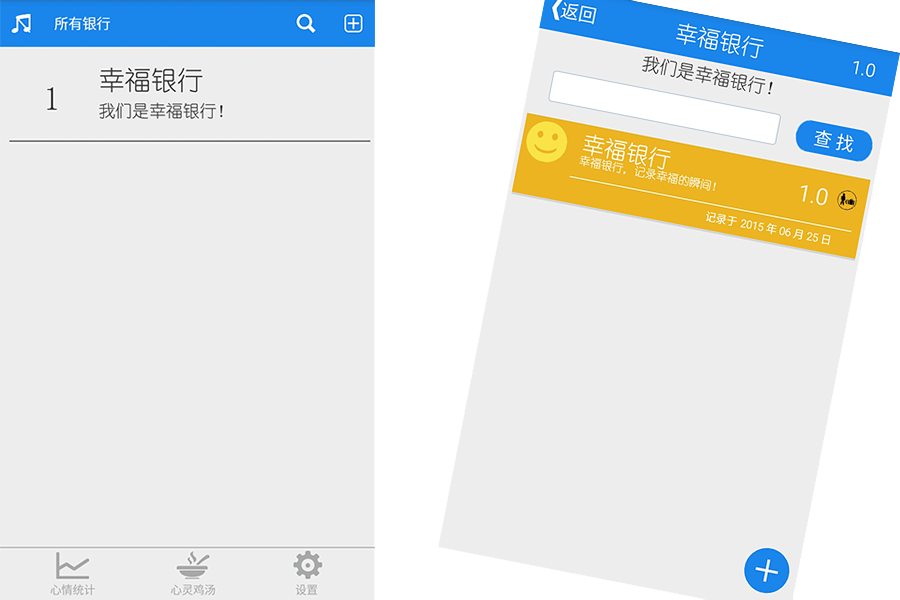 所有银行
1
幸福银行
我们是幸福银行!
心情统计
心灵鸡汤
设置
返回
幸福银行
1.0
我们是幸福银行!
查找
幸福银行
幸福银行，记录幸福的瞬间!
1.0
记录于 2015 年 06 月 25 日